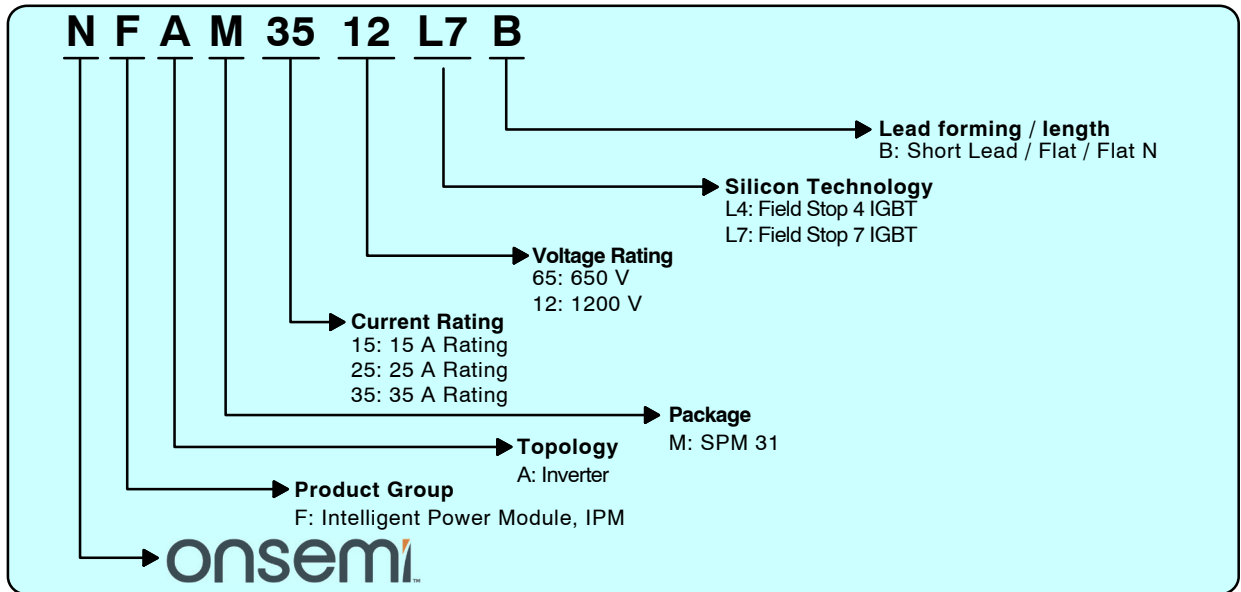 N F A M 35 12 L7 B
Lead forming / length
B: Short Lead / Flat / Flat N
Silicon Technology
L4: Field Stop 4 IGBT
L7: Field Stop 7 IGBT
Voltage Rating
65: 650 V
12: 1200 V
Current Rating
15: 15 A Rating
25: 25 A Rating
35: 35 A Rating
Package
M: SPM 31
Topology
A: Inverter
Product Group
F: Intelligent Power Module, IPM
onsemi™